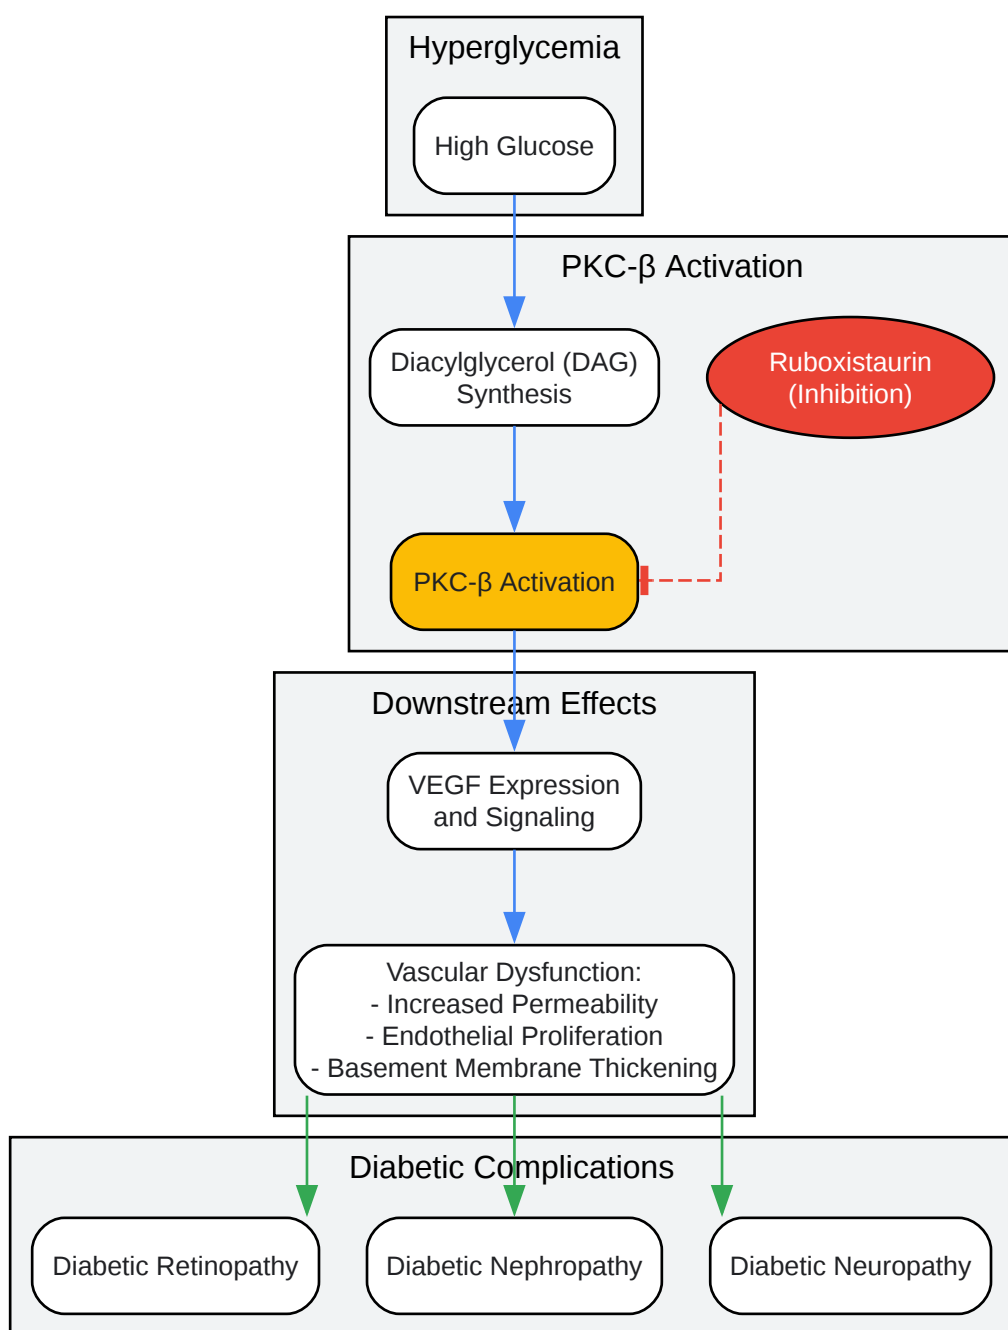 Hyperglycemia
High Glucose
PKC-β Activation
Diacylglycerol (DAG)
Synthesis
Ruboxistaurin
(Inhibition)
PKC-β Activation
Downstream Effects
VEGF Expression
and Signaling
Vascular Dysfunction:
- Increased Permeability
- Endothelial Proliferation
- Basement Membrane Thickening
Diabetic Complications
Diabetic Retinopathy
Diabetic Nephropathy
Diabetic Neuropathy